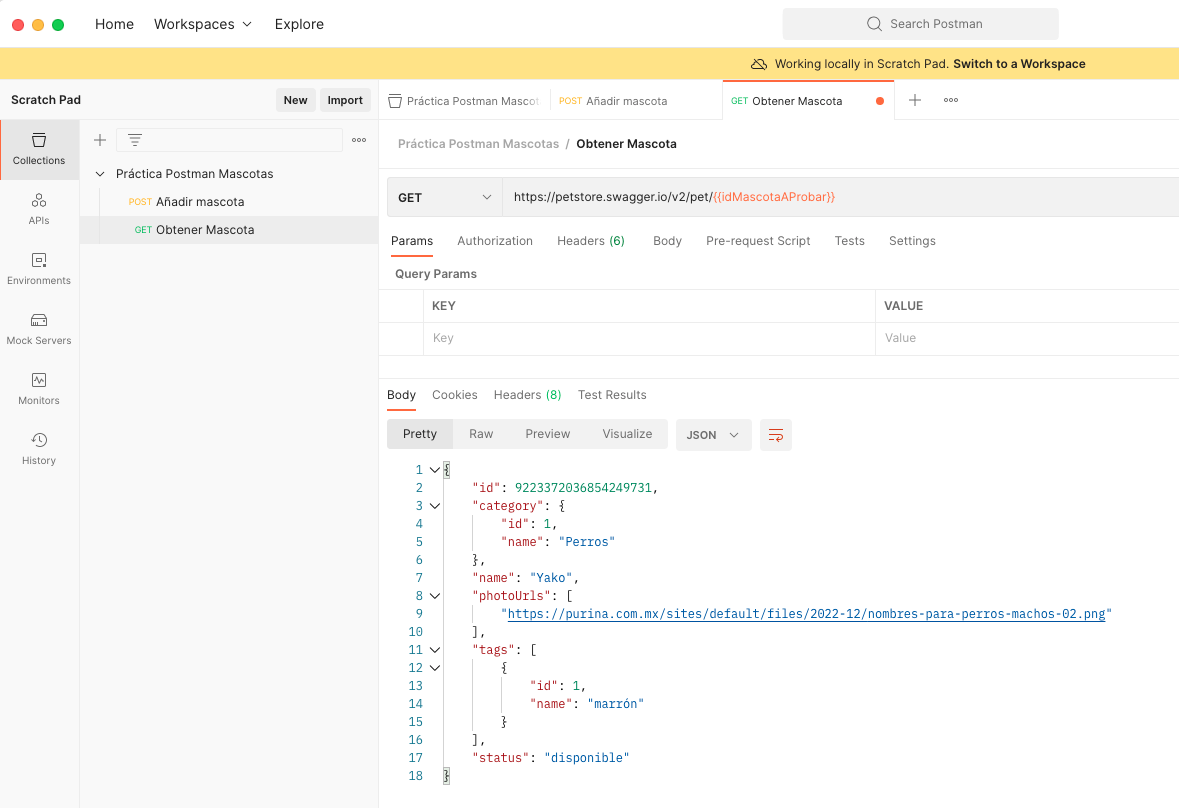 Home Workspaces Explore Search Postman
Working locally in Scratch Pad. Switch to a Workspace
Scratch Pad New Import
Práctica Postman Mascot POST Añadir mascota GET Obtener Mascota
Collections
APIs
Environments
Mock Servers
Monitors
History
Práctica Postman Mascotas
POST Añadir mascota
GET Obtener Mascota
Práctica Postman Mascotas / Obtener Mascota
GET https://petstore.swagger.io/v2/pet/{{idMascotaAProbar}}
Params Authorization Headers (6) Body Pre-request Script Tests Settings
Query Params
KEY VALUE
Key Value
Body Cookies Headers (8) Test Results
Pretty Raw Preview Visualize JSON
1 {
2 "id": 9223372036854249731,
3 "category": {
4 "id": 1,
5 "name": "Perros"
6 },
7 "name": "Yako",
8 "photoUrls": [
9 "https://purina.com.mx/sites/default/files/2022-12/nombres-para-perros-machos-02.png"
10 ],
11 "tags": [
12 {
13 "id": 1,
14 "name": "marrón"
15 }
16 ],
17 "status": "disponible"
18 }